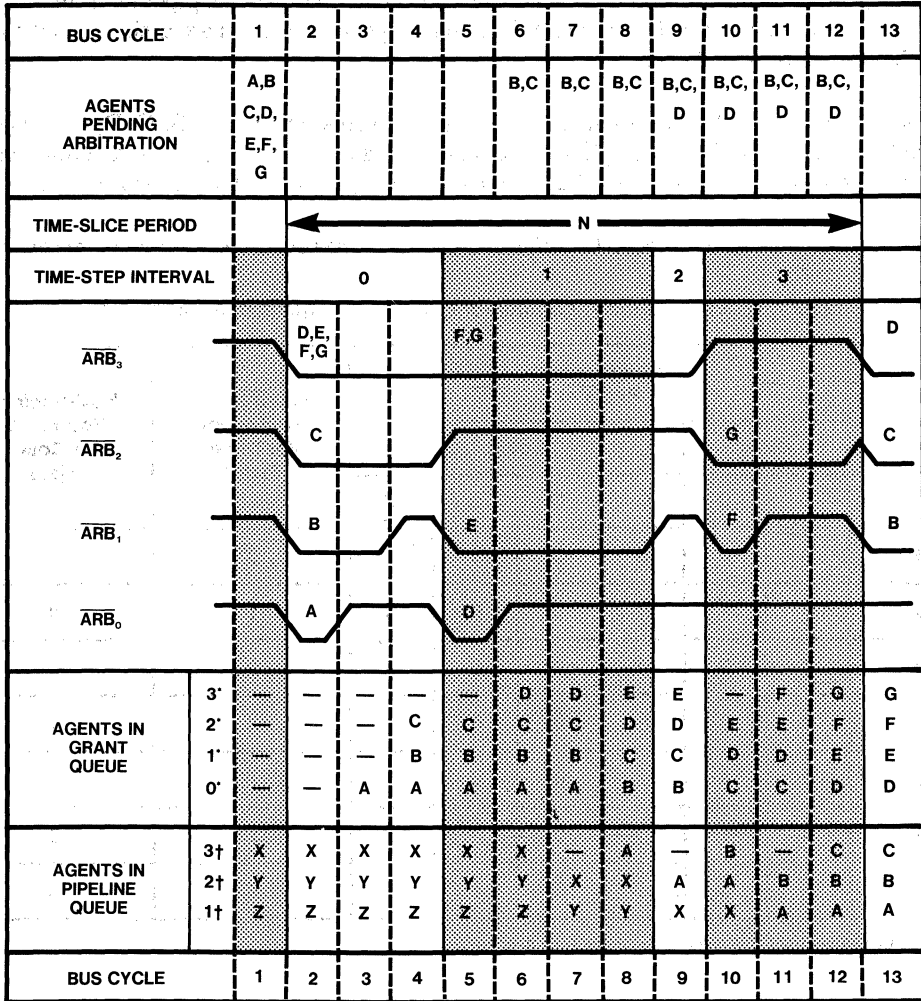 BUS CYCLE 1 2 3 4 5 6 7 8 9 10 11 12 13
AGENTS PENDING ARBITRATION
A,B B,C B,C B,C B,C, B,C, B,C, B,C,
C,D, D D D D
E,F,
G
TIME-SLICE PERIOD N
TIME-STEP INTERVAL 0 1 2 3
D,E, F,G D
F,G
ARB₃
C G C
ARB₂
B E F B
ARB₁
A D
ARB₀
AGENTS IN GRANT QUEUE
3* — — — — — D D E E — F G G
2* — — — C C C C D D E E F F
1* — — — B B B B C C D D E E
0* — — A A A A A B B C C D D
AGENTS IN PIPELINE QUEUE
3† X X X X X X — A — B — C C
2† Y Y Y Y Y Y X X A A B B B
1† Z Z Z Z Z Z Y Y X X A A A
BUS CYCLE 1 2 3 4 5 6 7 8 9 10 11 12 13